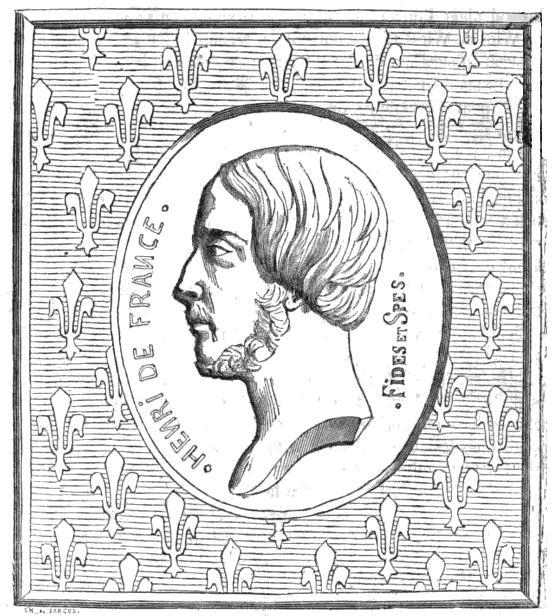 · HENRI DE FRANCE.
· FIDES ET SPES.